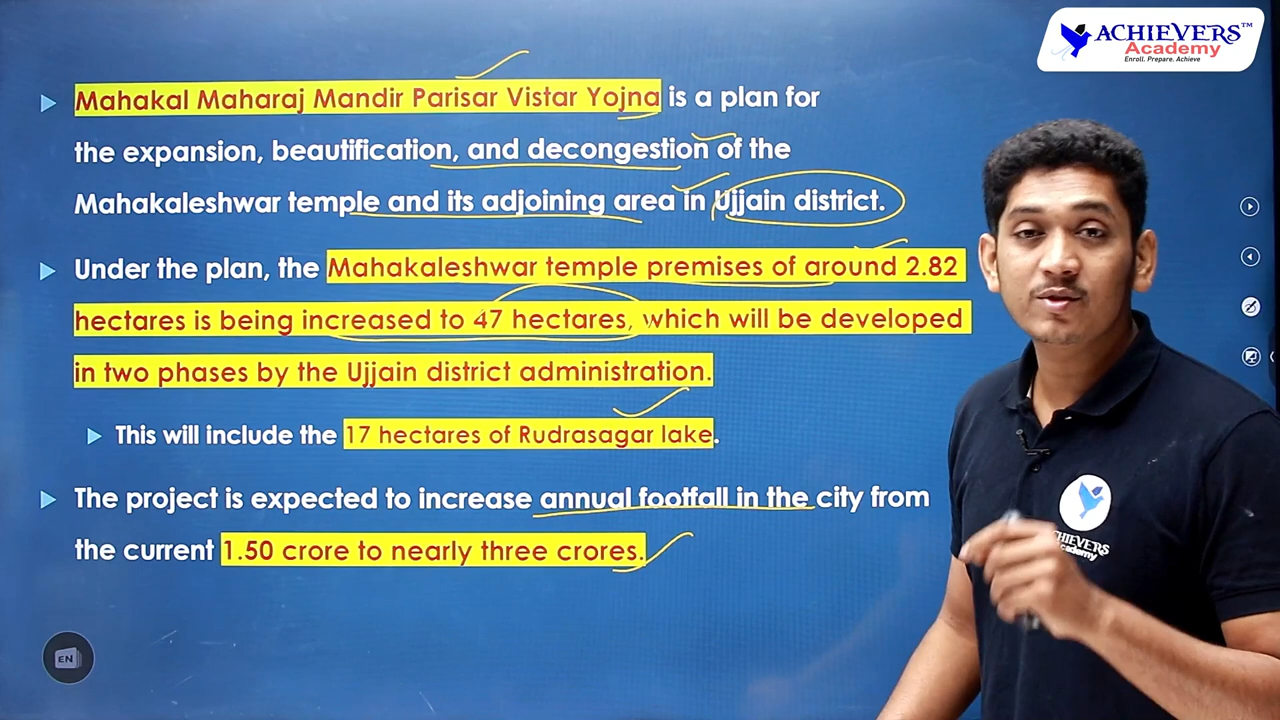 ACHIEVERS™
Academy
Enroll. Prepare. Achieve
Mahakal Maharaj Mandir Parisar Vistar Yojna is a plan for
the expansion, beautification, and decongestion of the
Mahakaleshwar temple and its adjoining area in Ujjain district.
Under the plan, the Mahakaleshwar temple premises of around 2.82
hectares is being increased to 47 hectares, which will be developed
in two phases by the Ujjain district administration.
This will include the 17 hectares of Rudrasagar lake.
The project is expected to increase annual footfall in the city from
the current 1.50 crore to nearly three crores.
EN
ACHIEVERS
Academy